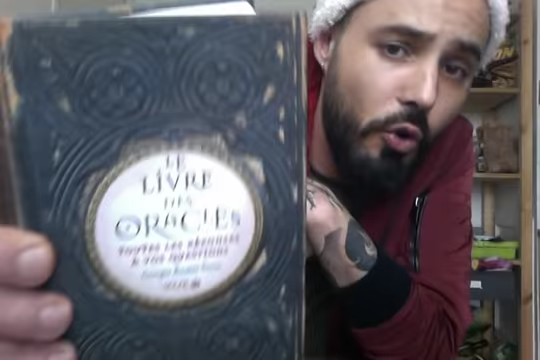 LE
LIVRE
DES
ORACLES
TOUTES LES RÉPONSES
À VOS QUESTIONS